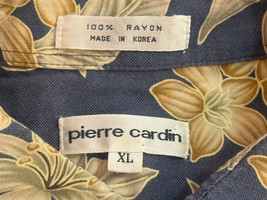 100% RAYON
MADE IN KOREA
pierre cardin
XL